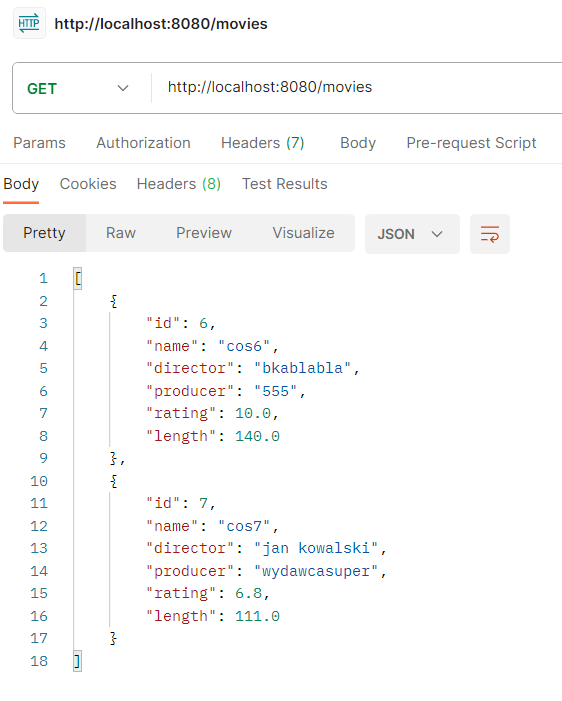 HTTP http://localhost:8080/movies
GET http://localhost:8080/movies
Params Authorization Headers (7) Body Pre-request Script
Body Cookies Headers (8) Test Results
Pretty Raw Preview Visualize JSON
1 [
2 {
3 "id": 6,
4 "name": "cos6",
5 "director": "bkablabla",
6 "producer": "555",
7 "rating": 10.0,
8 "length": 140.0
9 },
10 {
11 "id": 7,
12 "name": "cos7",
13 "director": "jan kowalski",
14 "producer": "wydawcasuper",
15 "rating": 6.8,
16 "length": 111.0
17 }
18 ]